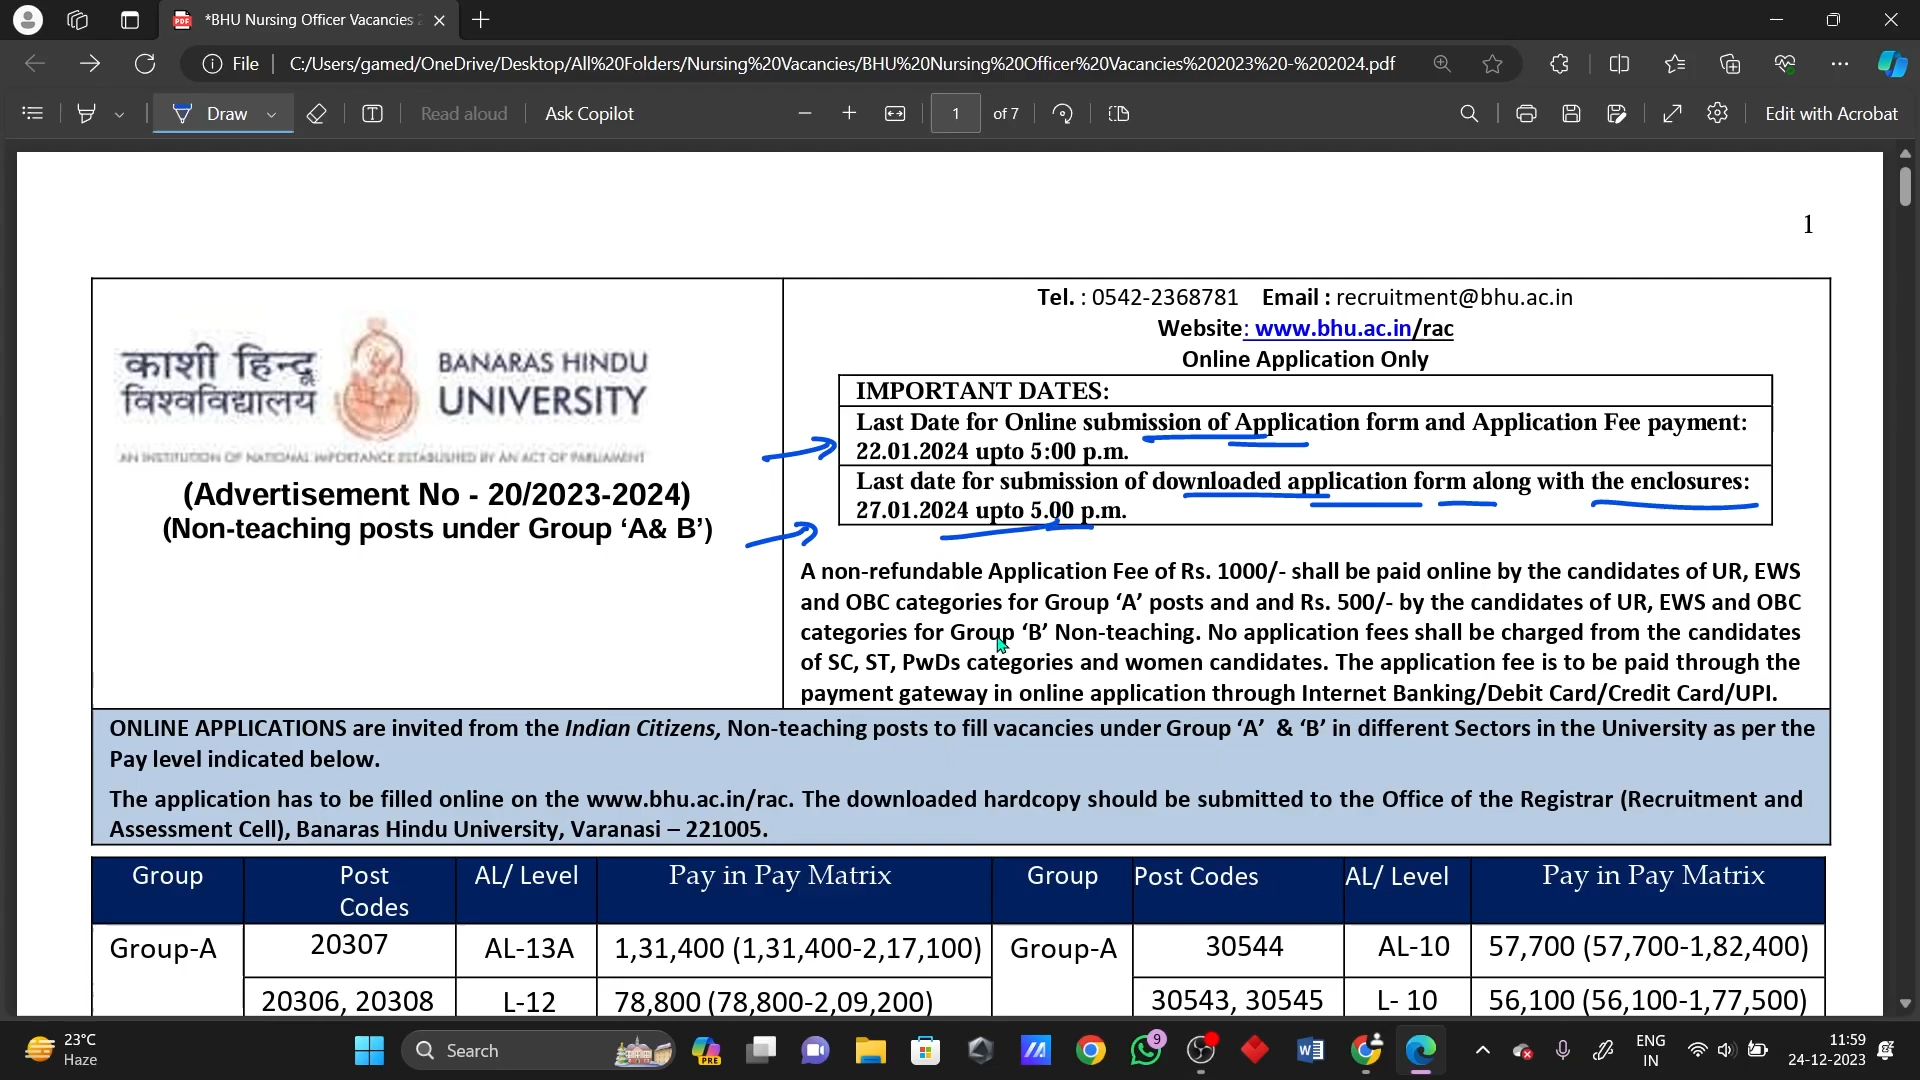 *BHU Nursing Officer Vacancies
File
C:/Users/gamed/OneDrive/Desktop/All%20Folders/Nursing%20Vacancies/BHU%20Nursing%20Officer%20Vacancies%202023%20-%202024.pdf
Draw
Read aloud
Ask Copilot
1
of 7
Edit with Acrobat
1
काशी हिन्दू
विश्वविद्यालय
BANARAS HINDU
UNIVERSITY
AN INSTITUTION OF NATIONAL IMPORTANCE ESTABLISHED BY AN ACT OF PARLIAMENT
(Advertisement No - 20/2023-2024)
(Non-teaching posts under Group ‘A& B’)
Tel. : 0542-2368781 Email : recruitment@bhu.ac.in
Website: www.bhu.ac.in/rac
Online Application Only
IMPORTANT DATES:
Last Date for Online submission of Application form and Application Fee payment:
22.01.2024 upto 5:00 p.m.
Last date for submission of downloaded application form along with the enclosures:
27.01.2024 upto 5.00 p.m.
A non-refundable Application Fee of Rs. 1000/- shall be paid online by the candidates of UR, EWS
and OBC categories for Group ‘A’ posts and and Rs. 500/- by the candidates of UR, EWS and OBC
categories for Group ‘B’ Non-teaching. No application fees shall be charged from the candidates
of SC, ST, PwDs categories and women candidates. The application fee is to be paid through the
payment gateway in online application through Internet Banking/Debit Card/Credit Card/UPI.
ONLINE APPLICATIONS are invited from the Indian Citizens, Non-teaching posts to fill vacancies under Group ‘A’ & ‘B’ in different Sectors in the University as per the
Pay level indicated below.
The application has to be filled online on the www.bhu.ac.in/rac. The downloaded hardcopy should be submitted to the Office of the Registrar (Recruitment and
Assessment Cell), Banaras Hindu University, Varanasi – 221005.
Group Post Codes AL/ Level Pay in Pay Matrix Group Post Codes AL/ Level Pay in Pay Matrix
Group-A 20307 AL-13A 1,31,400 (1,31,400-2,17,100) Group-A 30544 AL-10 57,700 (57,700-1,82,400)
20306, 20308 L-12 78,800 (78,800-2,09,200) 30543, 30545 L- 10 56,100 (56,100-1,77,500)
23°C
Haze
Search
PRE
9
ENG
IN
11:59
24-12-2023